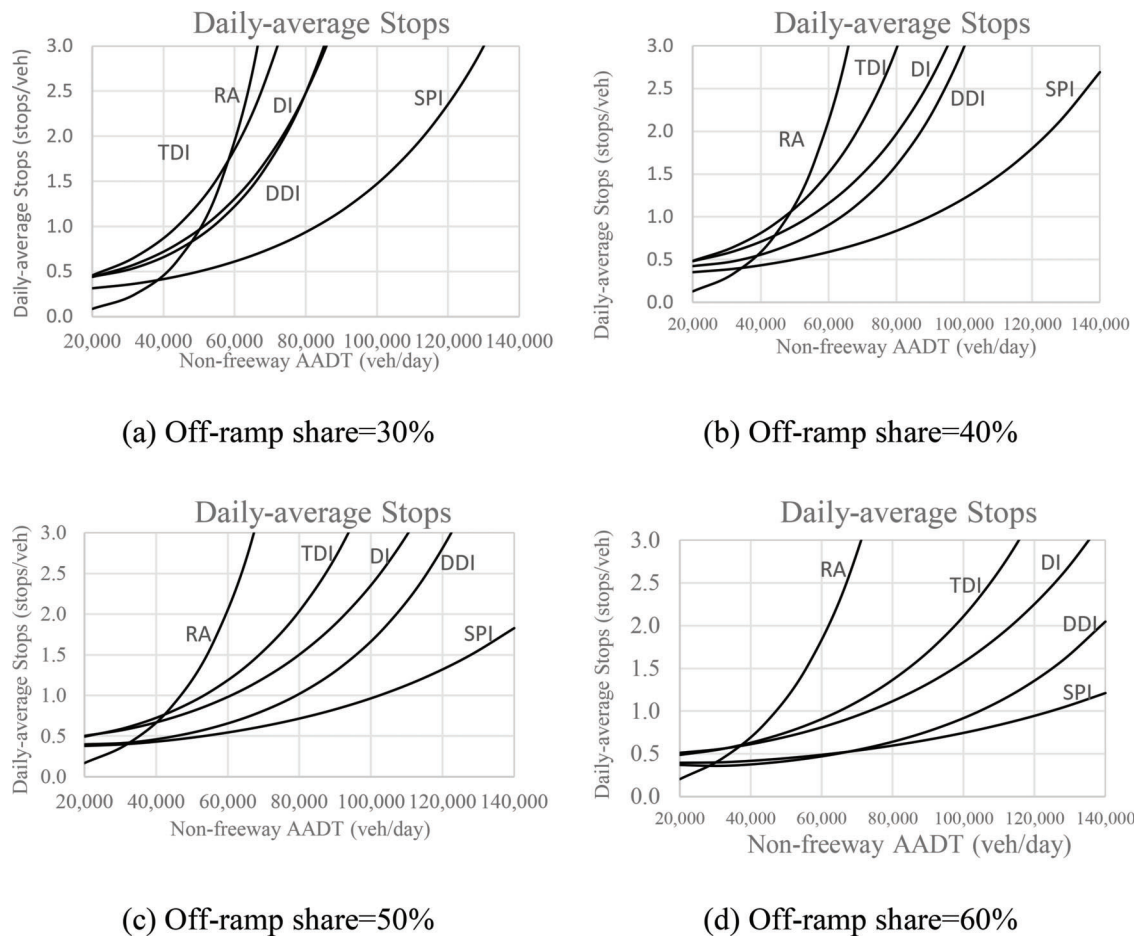 Daily-average Stops
Daily-average Stops (stops/veh)
3.0
2.5
2.0
1.5
1.0
0.5
0.0
RA
TDI
DI
DDI
SPI
20,000 40,000 60,000 80,000 100,000 120,000 140,000
Non-freeway AADT (veh/day)
(a) Off-ramp share=30%
Daily-average Stops
Daily-average Stops (stops/veh)
3.0
2.5
2.0
1.5
1.0
0.5
0.0
RA
TDI
DI
DDI
SPI
20,000 40,000 60,000 80,000 100,000 120,000 140,000
Non-freeway AADT (veh/day)
(b) Off-ramp share=40%
Daily-average Stops
Daily-average Stops (stops/veh)
3.0
2.5
2.0
1.5
1.0
0.5
0.0
RA
TDI
DI
DDI
SPI
20,000 40,000 60,000 80,000 100,000 120,000 140,000
Non-freeway AADT (veh/day)
(c) Off-ramp share=50%
Daily-average Stops
Daily-average Stops (stops/veh)
3.0
2.5
2.0
1.5
1.0
0.5
0.0
RA
TDI
DI
DDI
SPI
20,000 40,000 60,000 80,000 100,000 120,000 140,000
Non-freeway AADT (veh/day)
(d) Off-ramp share=60%